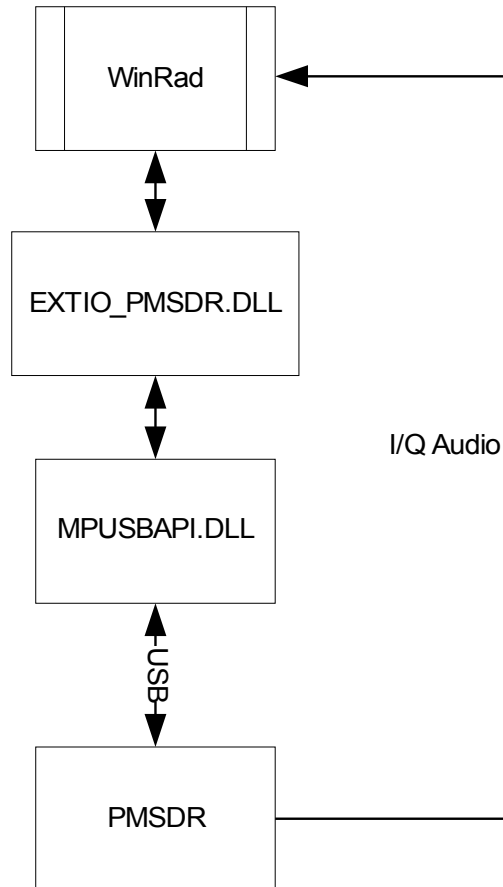 WinRad
EXTIO_PMSDR.DLL
I/Q Audio
MPUSBAPI.DLL
USB
PMSDR